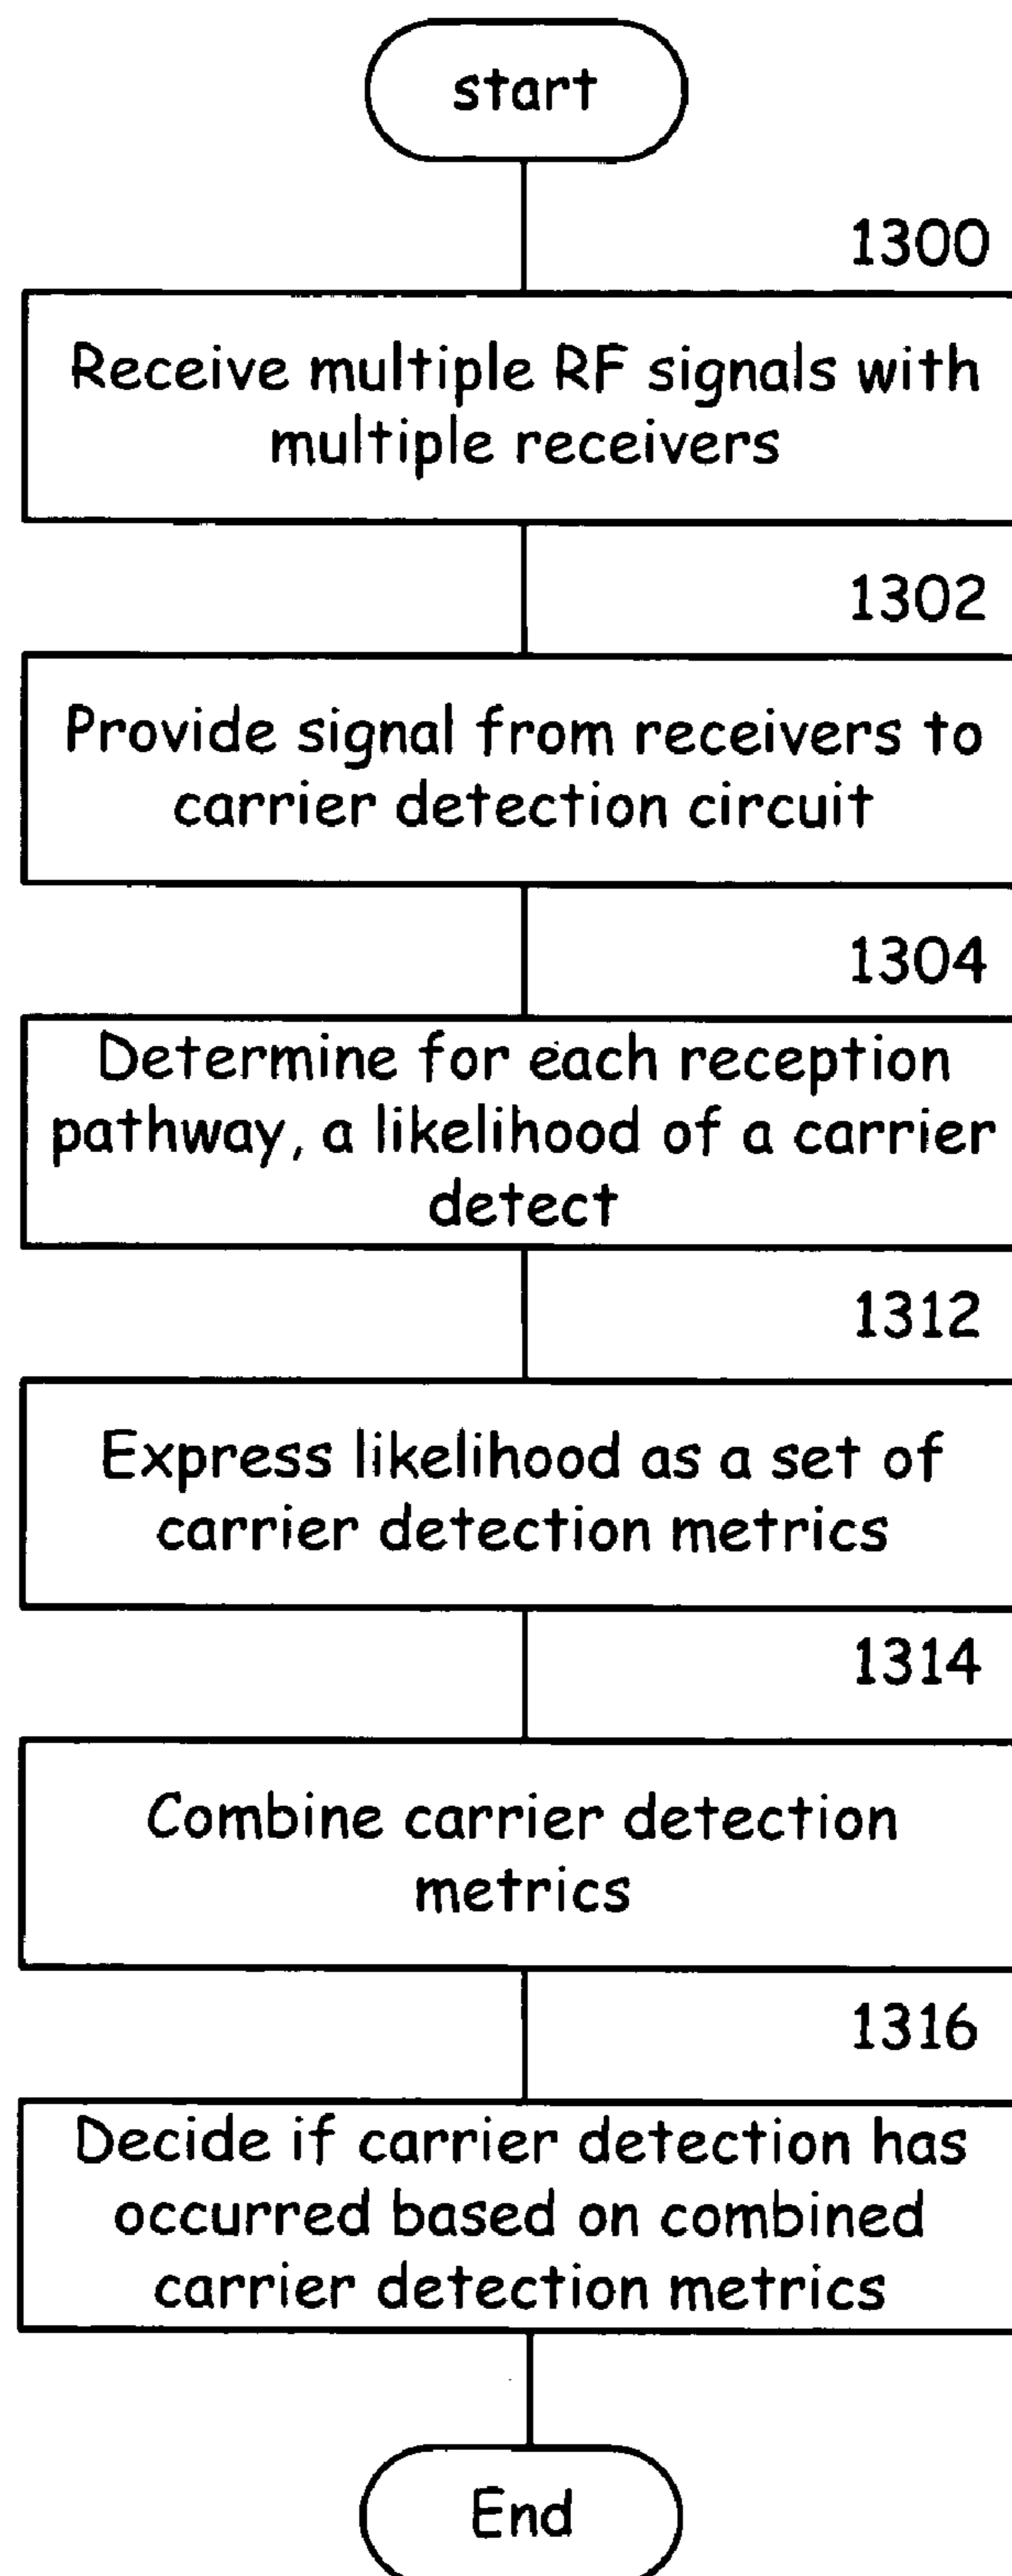 start
1300
Receive multiple RF signals with
multiple receivers
1302
Provide signal from receivers to
carrier detection circuit
1304
Determine for each reception
pathway, a likelihood of a carrier
detect
1312
Express likelihood as a set of
carrier detection metrics
1314
Combine carrier detection
metrics
1316
Decide if carrier detection has
occurred based on combined
carrier detection metrics
End